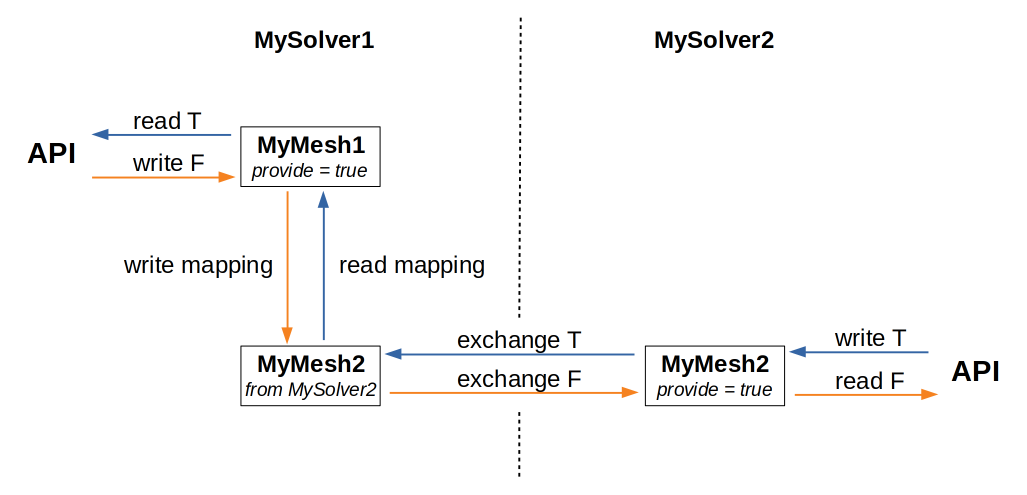 MySolver1
MySolver2
read T
API
write F
MyMesh1
provide = true
write mapping
read mapping
exchange T
exchange F
MyMesh2
from MySolver2
MyMesh2
provide = true
write T
read F
API